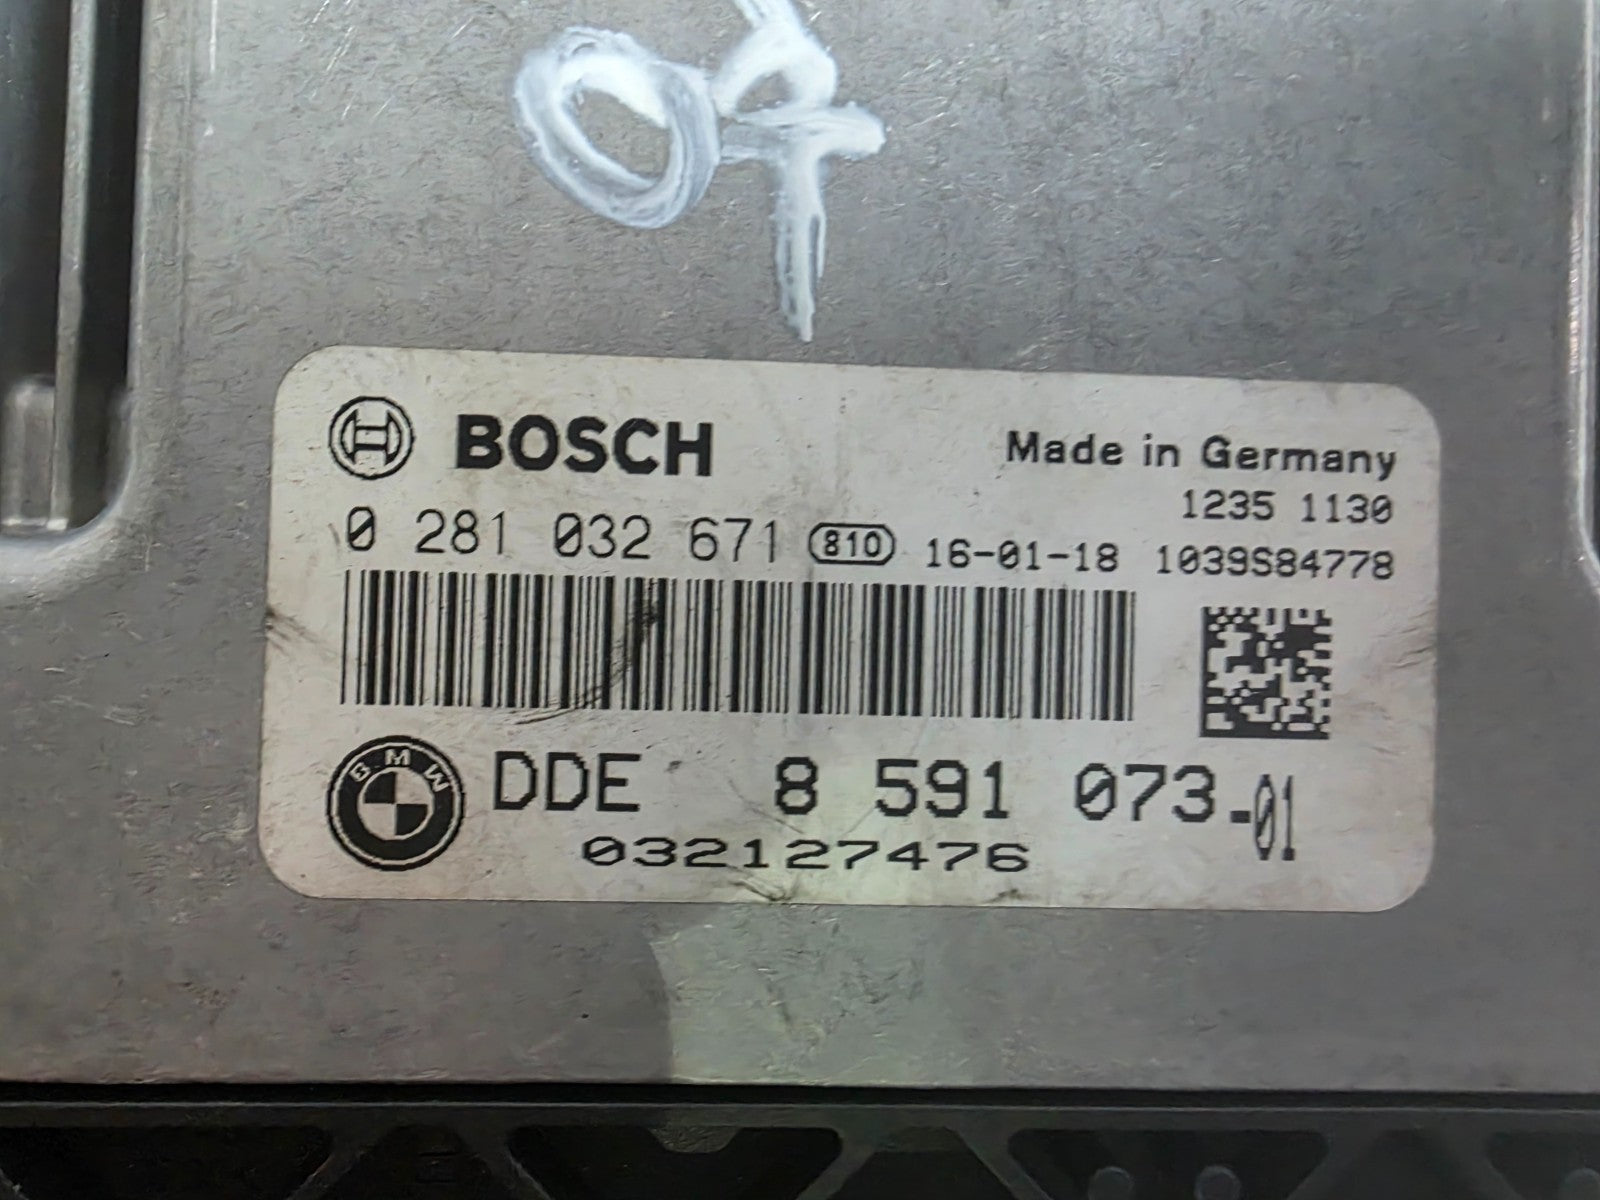 07
BOSCH
Made in Germany
1235 1130
0 281 032 671 810 16-01-18 1039S84778
BMW
DDE 8 591 073-01
032127476